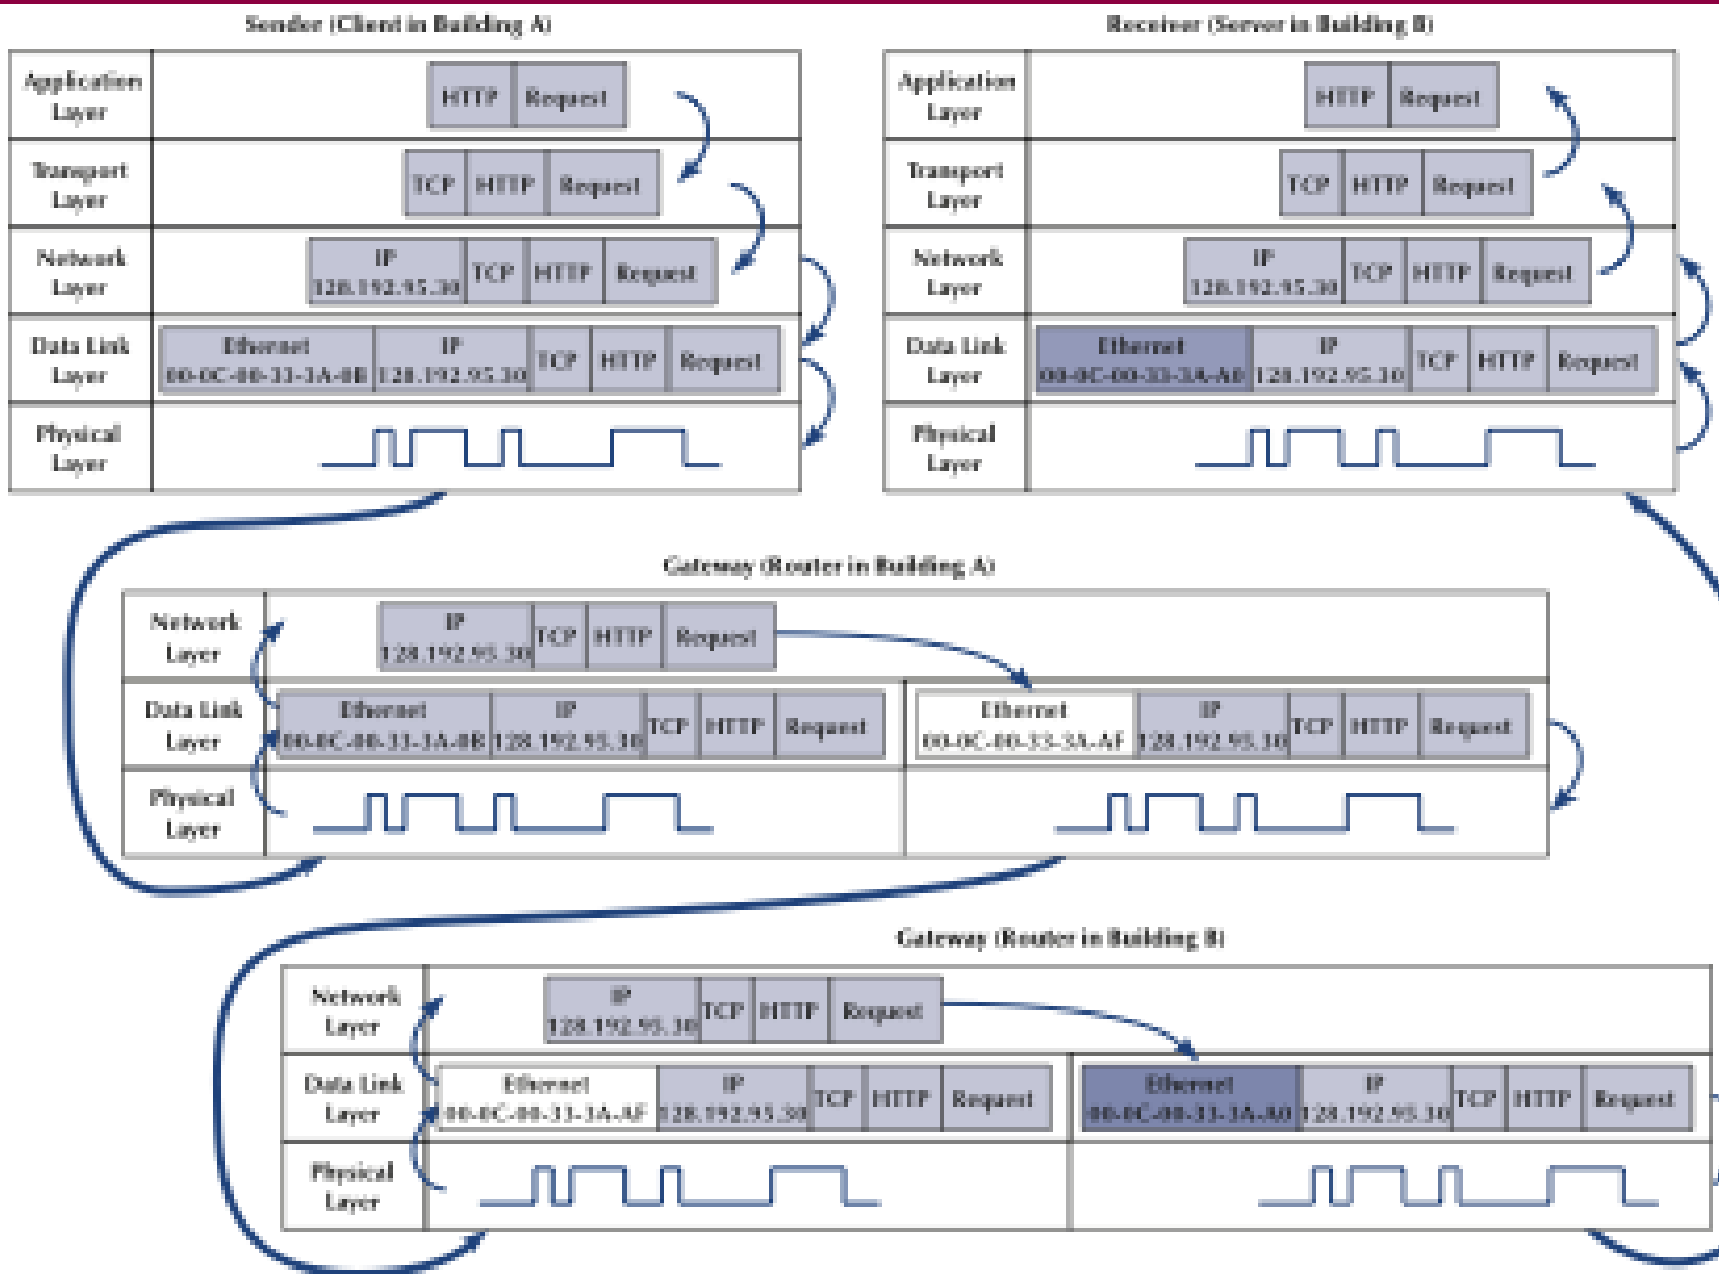 Sender (Client in Building A)
Application
Layer
HTTP Request
Transport
Layer
TCP HTTP Request
Network
Layer
IP
128.192.95.30
TCP HTTP Request
Data Link
Layer
Ethernet
00-0C-00-33-3A-0B
IP
128.192.95.30
TCP HTTP Request
Physical
Layer
Receiver (Server in Building B)
Application
Layer
HTTP Request
Transport
Layer
TCP HTTP Request
Network
Layer
IP
128.192.95.30
TCP HTTP Request
Data Link
Layer
Ethernet
00-0C-00-33-3A-A0
IP
128.192.95.30
TCP HTTP Request
Physical
Layer
Gateway (Router in Building A)
Network
Layer
IP
128.192.95.30
TCP HTTP Request
Data Link
Layer
Ethernet
00-0C-00-33-3A-0B
IP
128.192.95.30
TCP HTTP Request
Ethernet
00-0C-00-33-3A-AF
IP
128.192.95.30
TCP HTTP Request
Physical
Layer
Gateway (Router in Building B)
Network
Layer
IP
128.192.95.30
TCP HTTP Request
Data Link
Layer
Ethernet
00-0C-00-33-3A-AF
IP
128.192.95.30
TCP HTTP Request
Ethernet
00-0C-00-33-3A-A0
IP
128.192.95.30
TCP HTTP Request
Physical
Layer